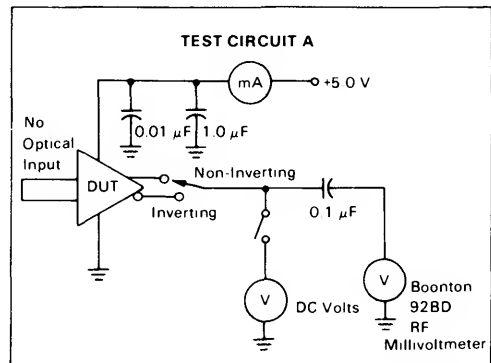 TEST CIRCUIT A
mA
+5.0 V
0.01 μF
1.0 μF
No
Optical
Input
DUT
Non-Inverting
Inverting
0.1 μF
V
DC Volts
V
Boonton
92BD
RF
Millivoltmeter